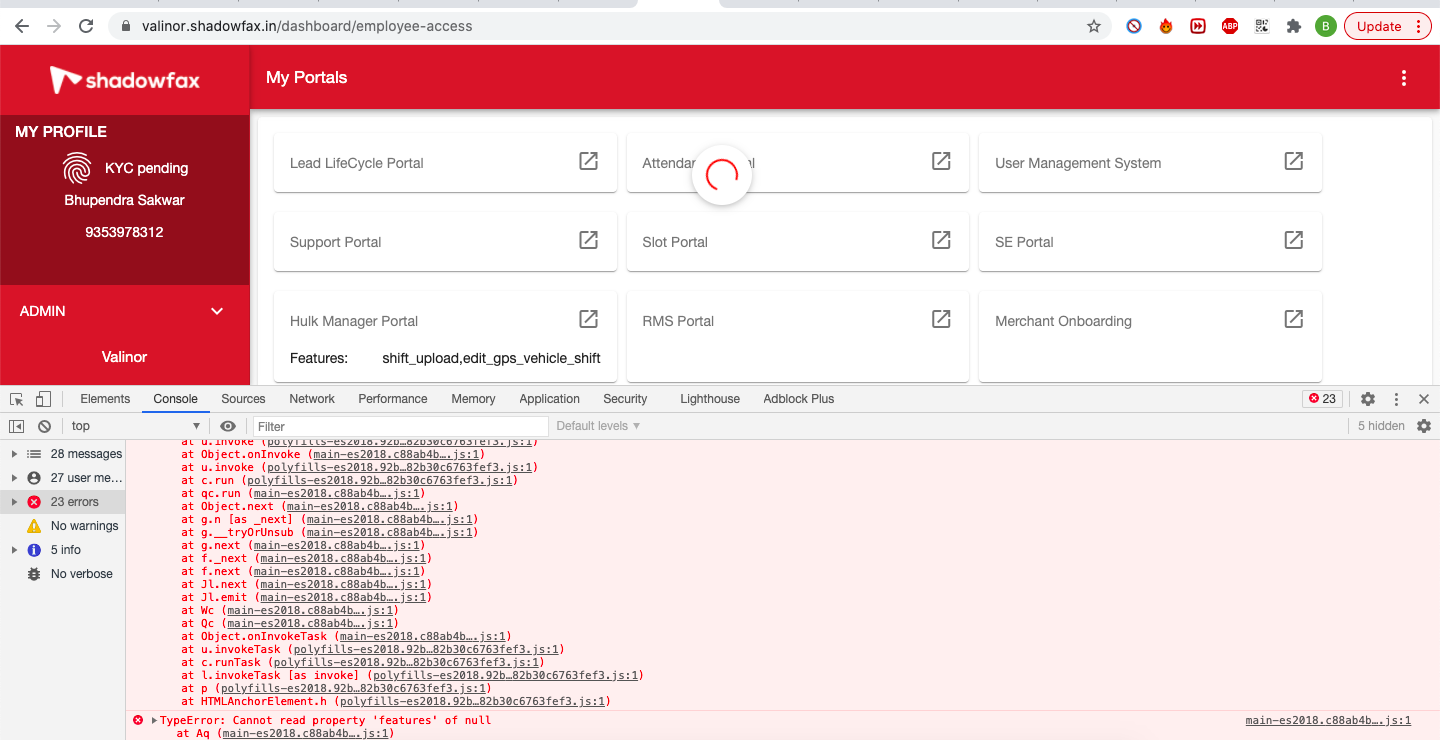 valinor.shadowfax.in/dashboard/employee-access
ABP
B
Update
shadowfax
My Portals
MY PROFILE
KYC pending
Bhupendra Sakwar
9353978312
ADMIN
Valinor
Lead LifeCycle Portal
User Management System
Support Portal
Slot Portal
SE Portal
Hulk Manager Portal
RMS Portal
Merchant Onboarding
Features: shift_upload,edit_gps_vehicle_shift
Elements Console Sources Network Performance Memory Application Security Lighthouse Adblock Plus 23
top Filter Default levels 5 hidden
28 messages
27 user me...
23 errors
No warnings
5 info
No verbose
at u.invoke (polyfills-es2018.92b…82b30c6763fef3.js:1)
at Object.onInvoke (main-es2018.c88ab4b….js:1)
at u.invoke (polyfills-es2018.92b…82b30c6763fef3.js:1)
at c.run (polyfills-es2018.92b…82b30c6763fef3.js:1)
at qc.run (main-es2018.c88ab4b….js:1)
at Object.next (main-es2018.c88ab4b….js:1)
at g.n [as _next] (main-es2018.c88ab4b….js:1)
at g.__tryOrUnsub (main-es2018.c88ab4b….js:1)
at g.next (main-es2018.c88ab4b….js:1)
at f._next (main-es2018.c88ab4b….js:1)
at f.next (main-es2018.c88ab4b….js:1)
at Jl.next (main-es2018.c88ab4b….js:1)
at Jl.emit (main-es2018.c88ab4b….js:1)
at Wc (main-es2018.c88ab4b….js:1)
at Qc (main-es2018.c88ab4b….js:1)
at Object.onInvokeTask (main-es2018.c88ab4b….js:1)
at u.invokeTask (polyfills-es2018.92b…82b30c6763fef3.js:1)
at c.runTask (polyfills-es2018.92b…82b30c6763fef3.js:1)
at l.invokeTask [as invoke] (polyfills-es2018.92b…82b30c6763fef3.js:1)
at p (polyfills-es2018.92b…82b30c6763fef3.js:1)
at HTMLAnchorElement.h (polyfills-es2018.92b…82b30c6763fef3.js:1)
TypeError: Cannot read property 'features' of null main-es2018.c88ab4b….js:1
at Aq (main-es2018.c88ab4b….js:1)